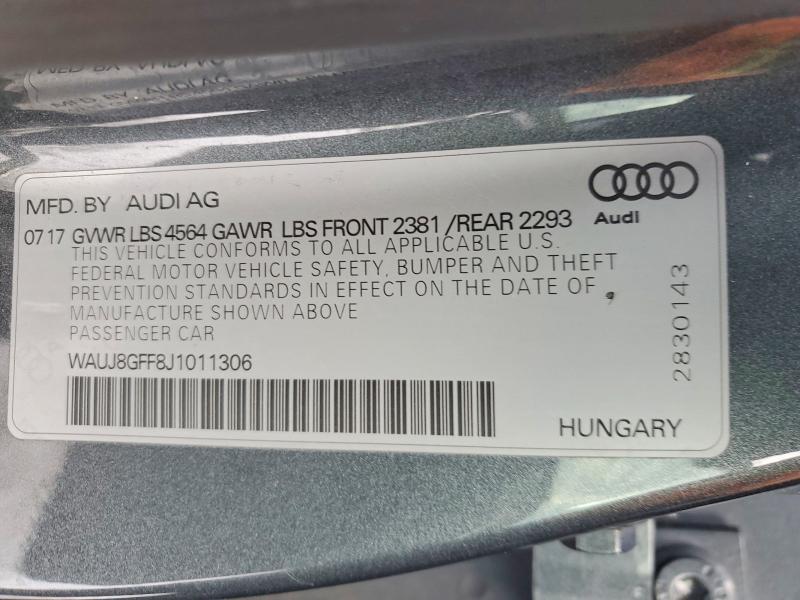 MFD. BY AUDI AG
Audi
07 17 GVWR LBS 4564 GAWR LBS FRONT 2381 / REAR 2293
THIS VEHICLE CONFORMS TO ALL APPLICABLE U.S.
FEDERAL MOTOR VEHICLE SAFETY, BUMPER AND THEFT
PREVENTION STANDARDS IN EFFECT ON THE DATE OF
MANUFACTURE SHOWN ABOVE
PASSENGER CAR
WAUJ8GFF8J1011306
HUNGARY
2830143